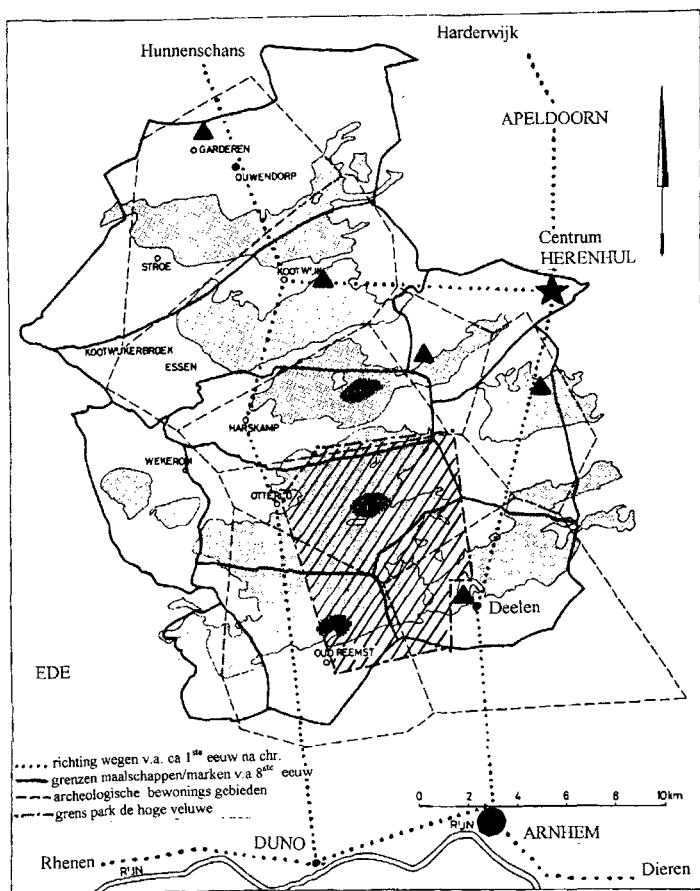 Harderwijk
Hunnenschans
APELDOORN
GARDEREN
OUWENDORP
Centrum
HERENHUL
STROE
KOOTWIJK
KOOTWIJKERBROEK
ESSEN
HARSKAMP
WEKEROM
OTTERLO
Deelen
OUD REEMST
EDE
richting wegen v.a. ca 1ste eeuw na chr.
grenzen maalschappen/marken v.a 8ste eeuw
archeologische bewonings gebieden
grens park de hoge veluwe
0 2 4 6 8 10km
RIJN
ARNHEM
DUNO
Rhenen
RIJN
Dieren